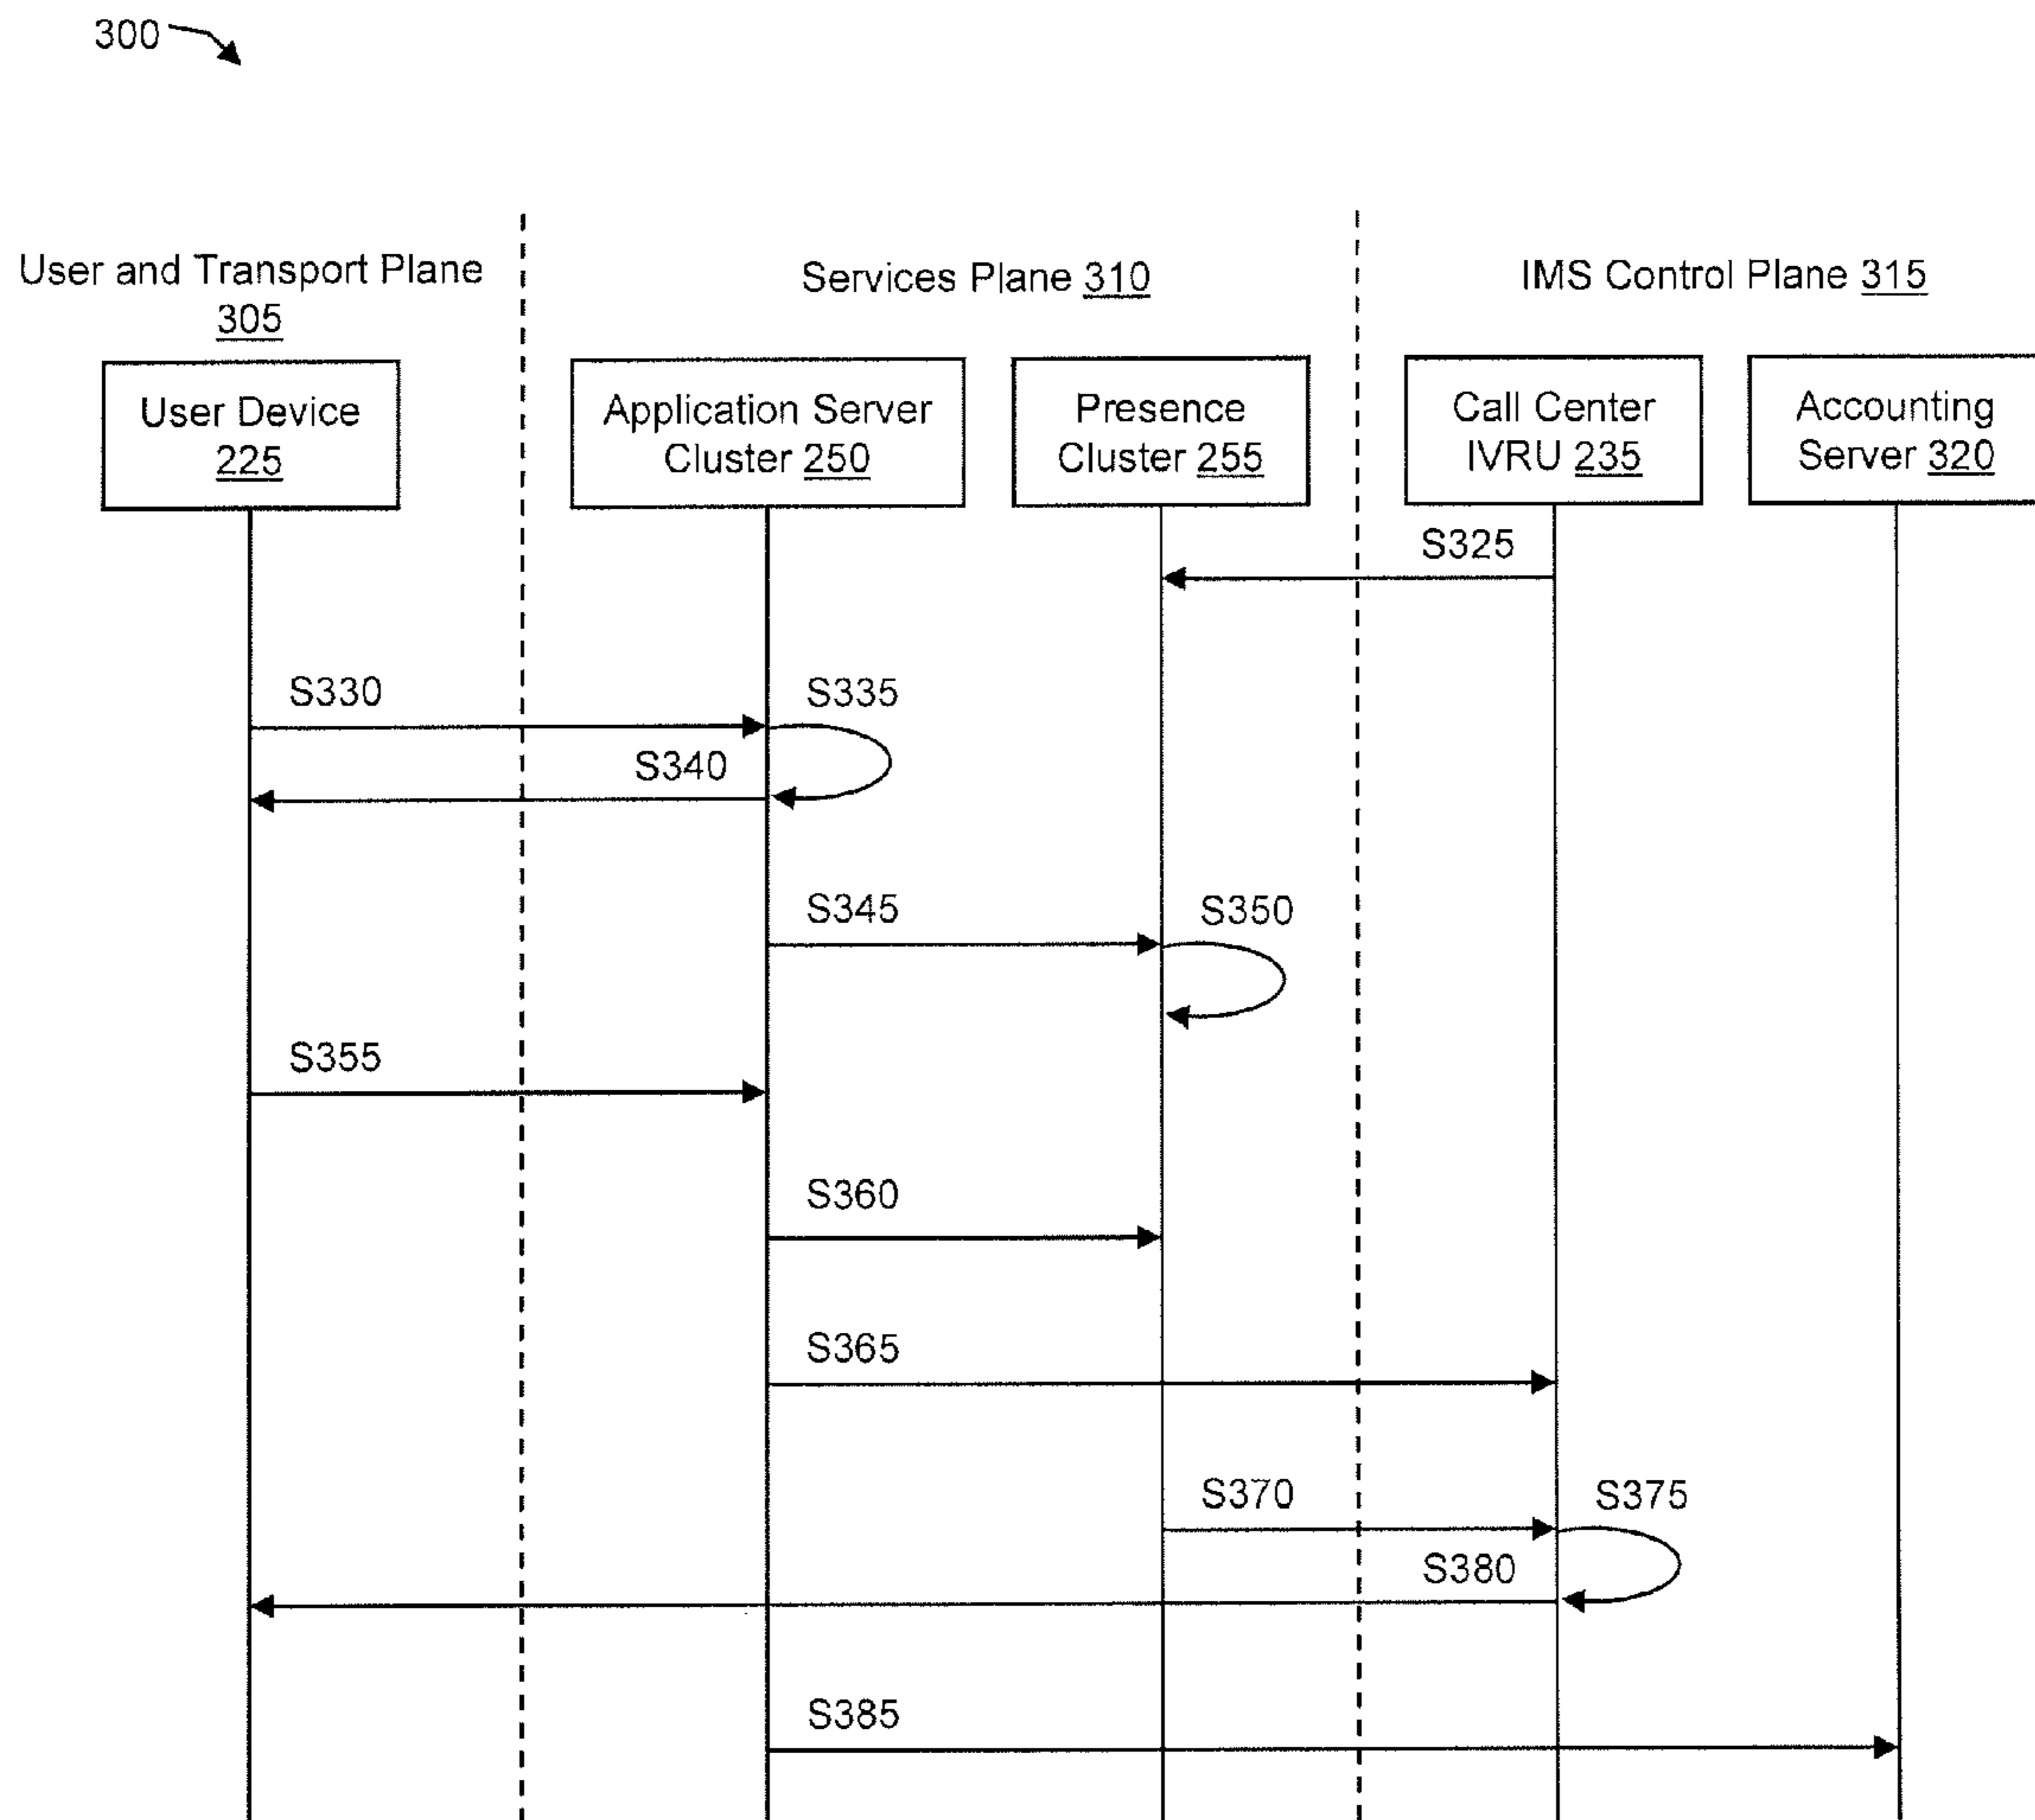 300
User and Transport Plane
305
Services Plane 310
IMS Control Plane 315
User Device
225
Application Server
Cluster 250
Presence
Cluster 255
Call Center
IVRU 235
Accounting
Server 320
S325
S330
S335
S340
S345
S350
S355
S360
S365
S370
S375
S380
S385